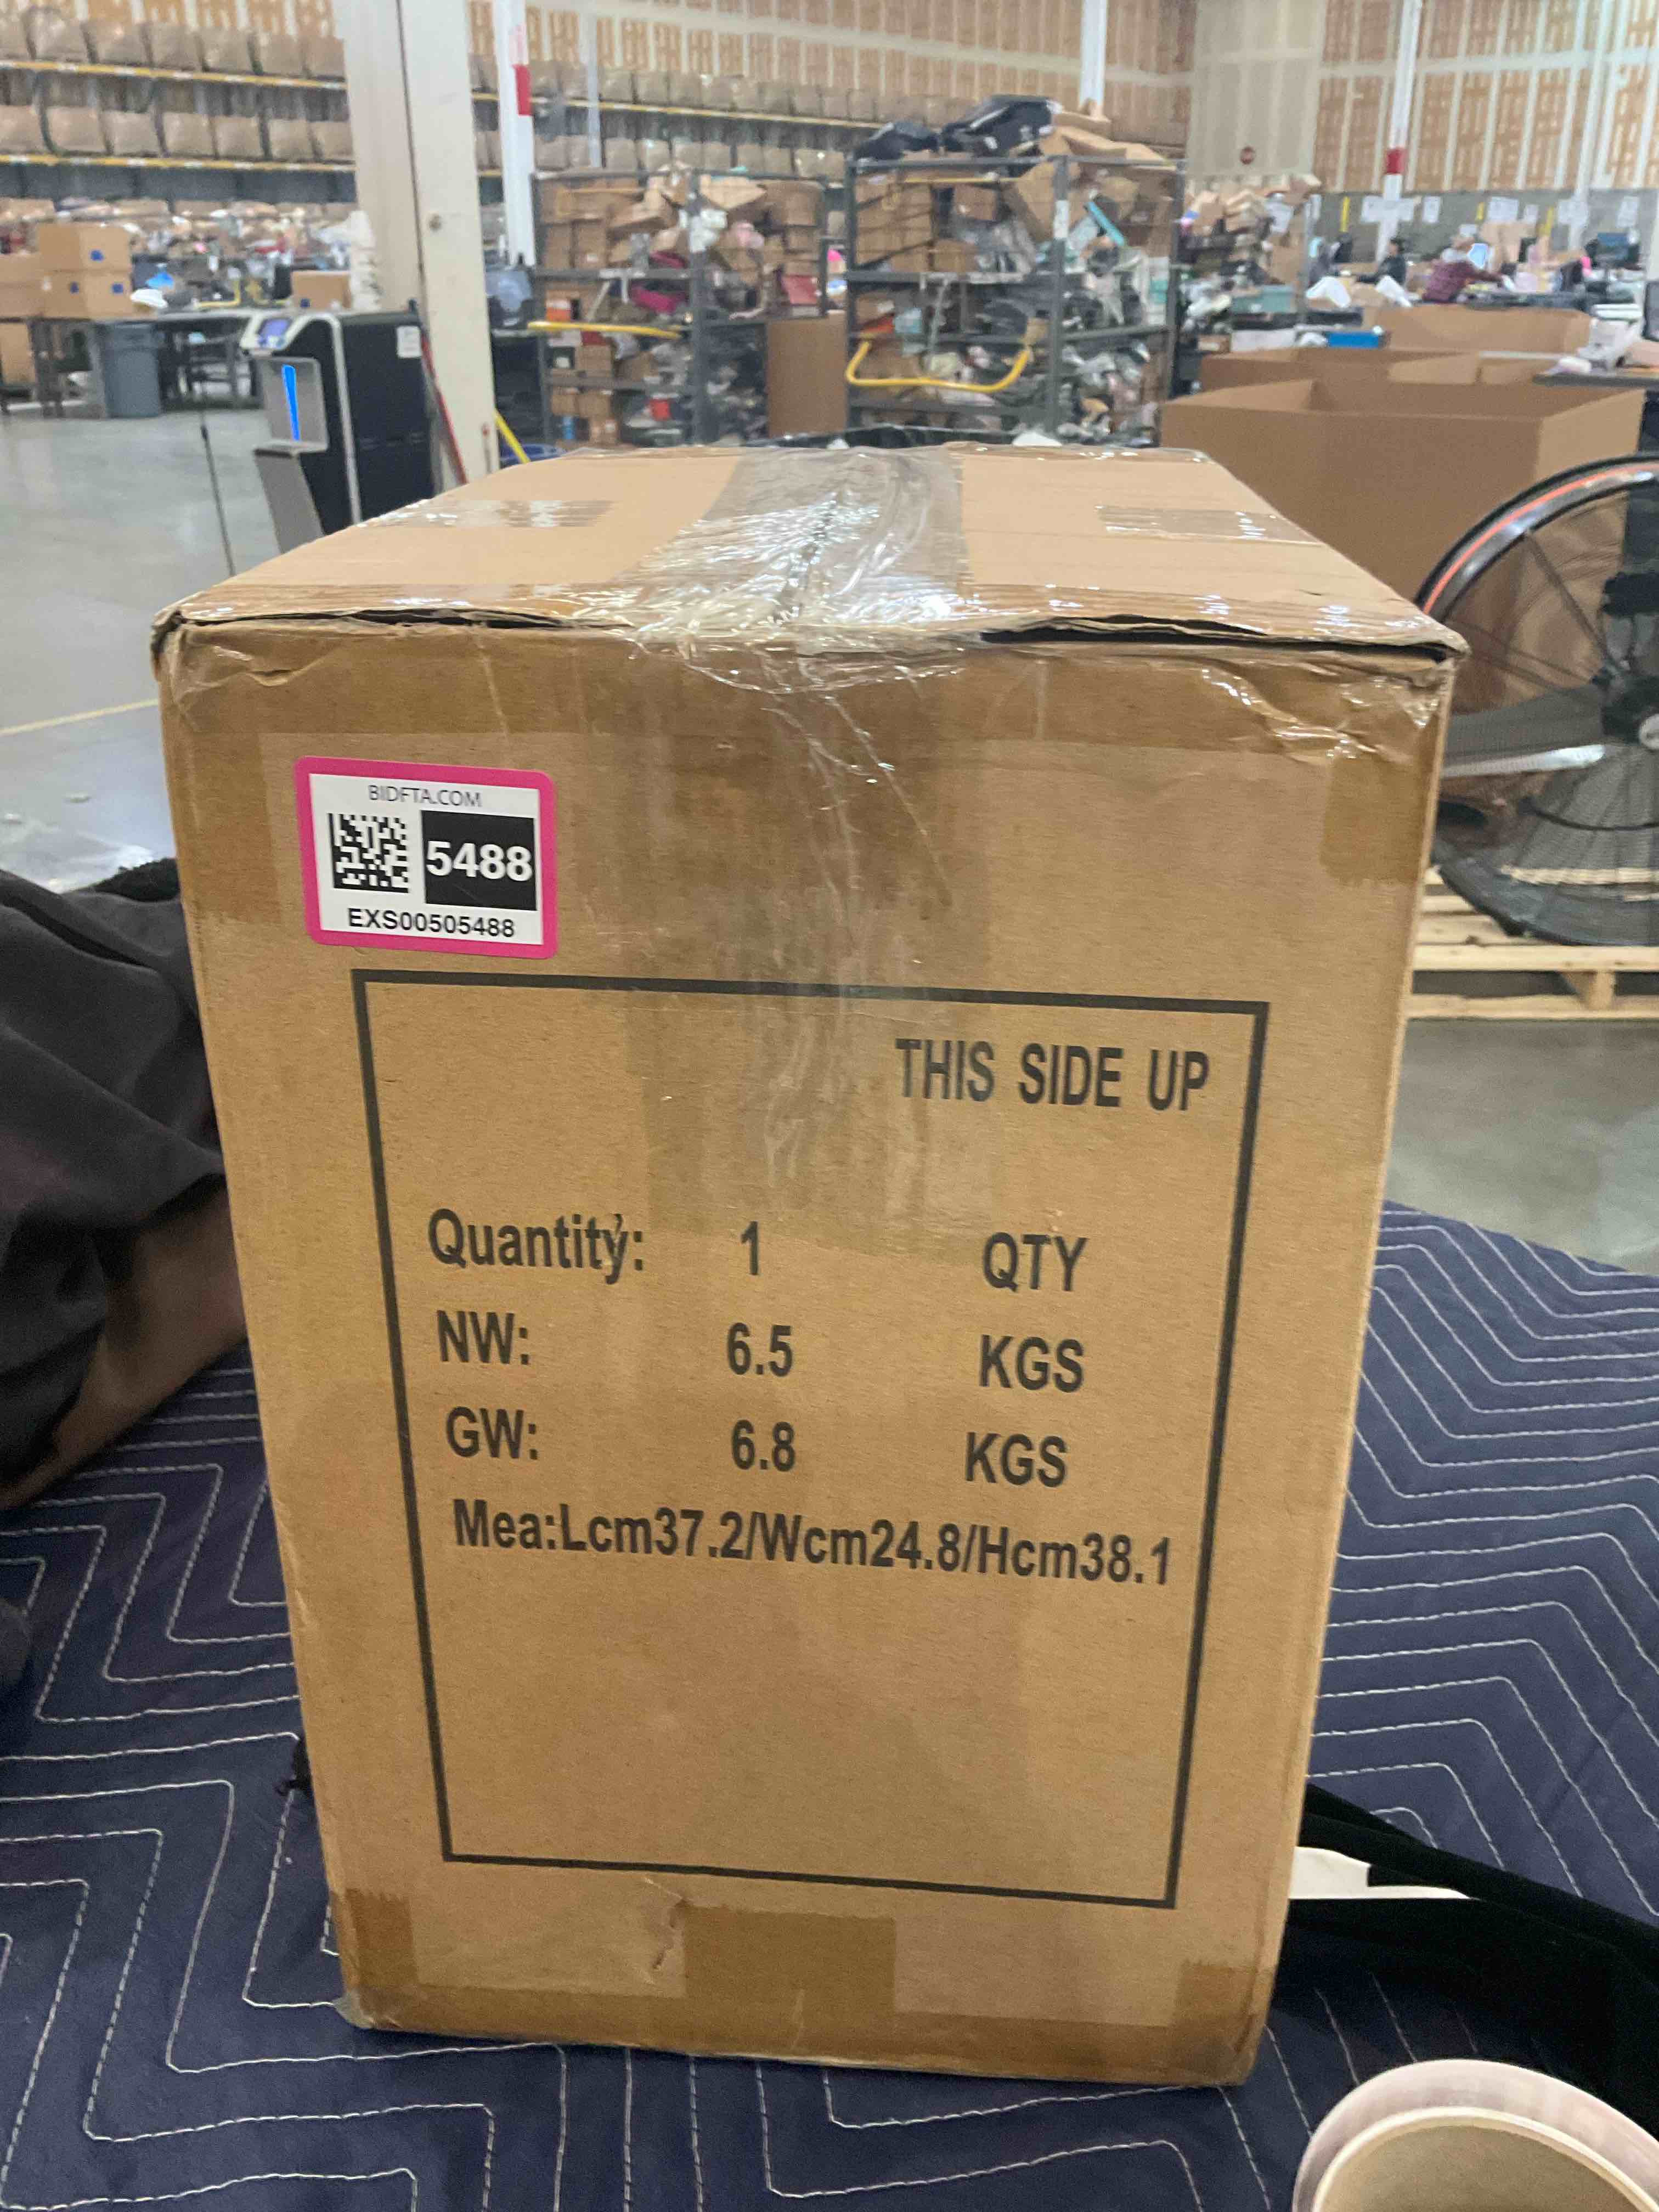 BIDFTA.COM
5488
EXS00505488
THIS SIDE UP
Quantity: 1 QTY
NW: 6.5 KGS
GW: 6.8 KGS
Mea:Lcm37.2/Wcm24.8/Hcm38.1